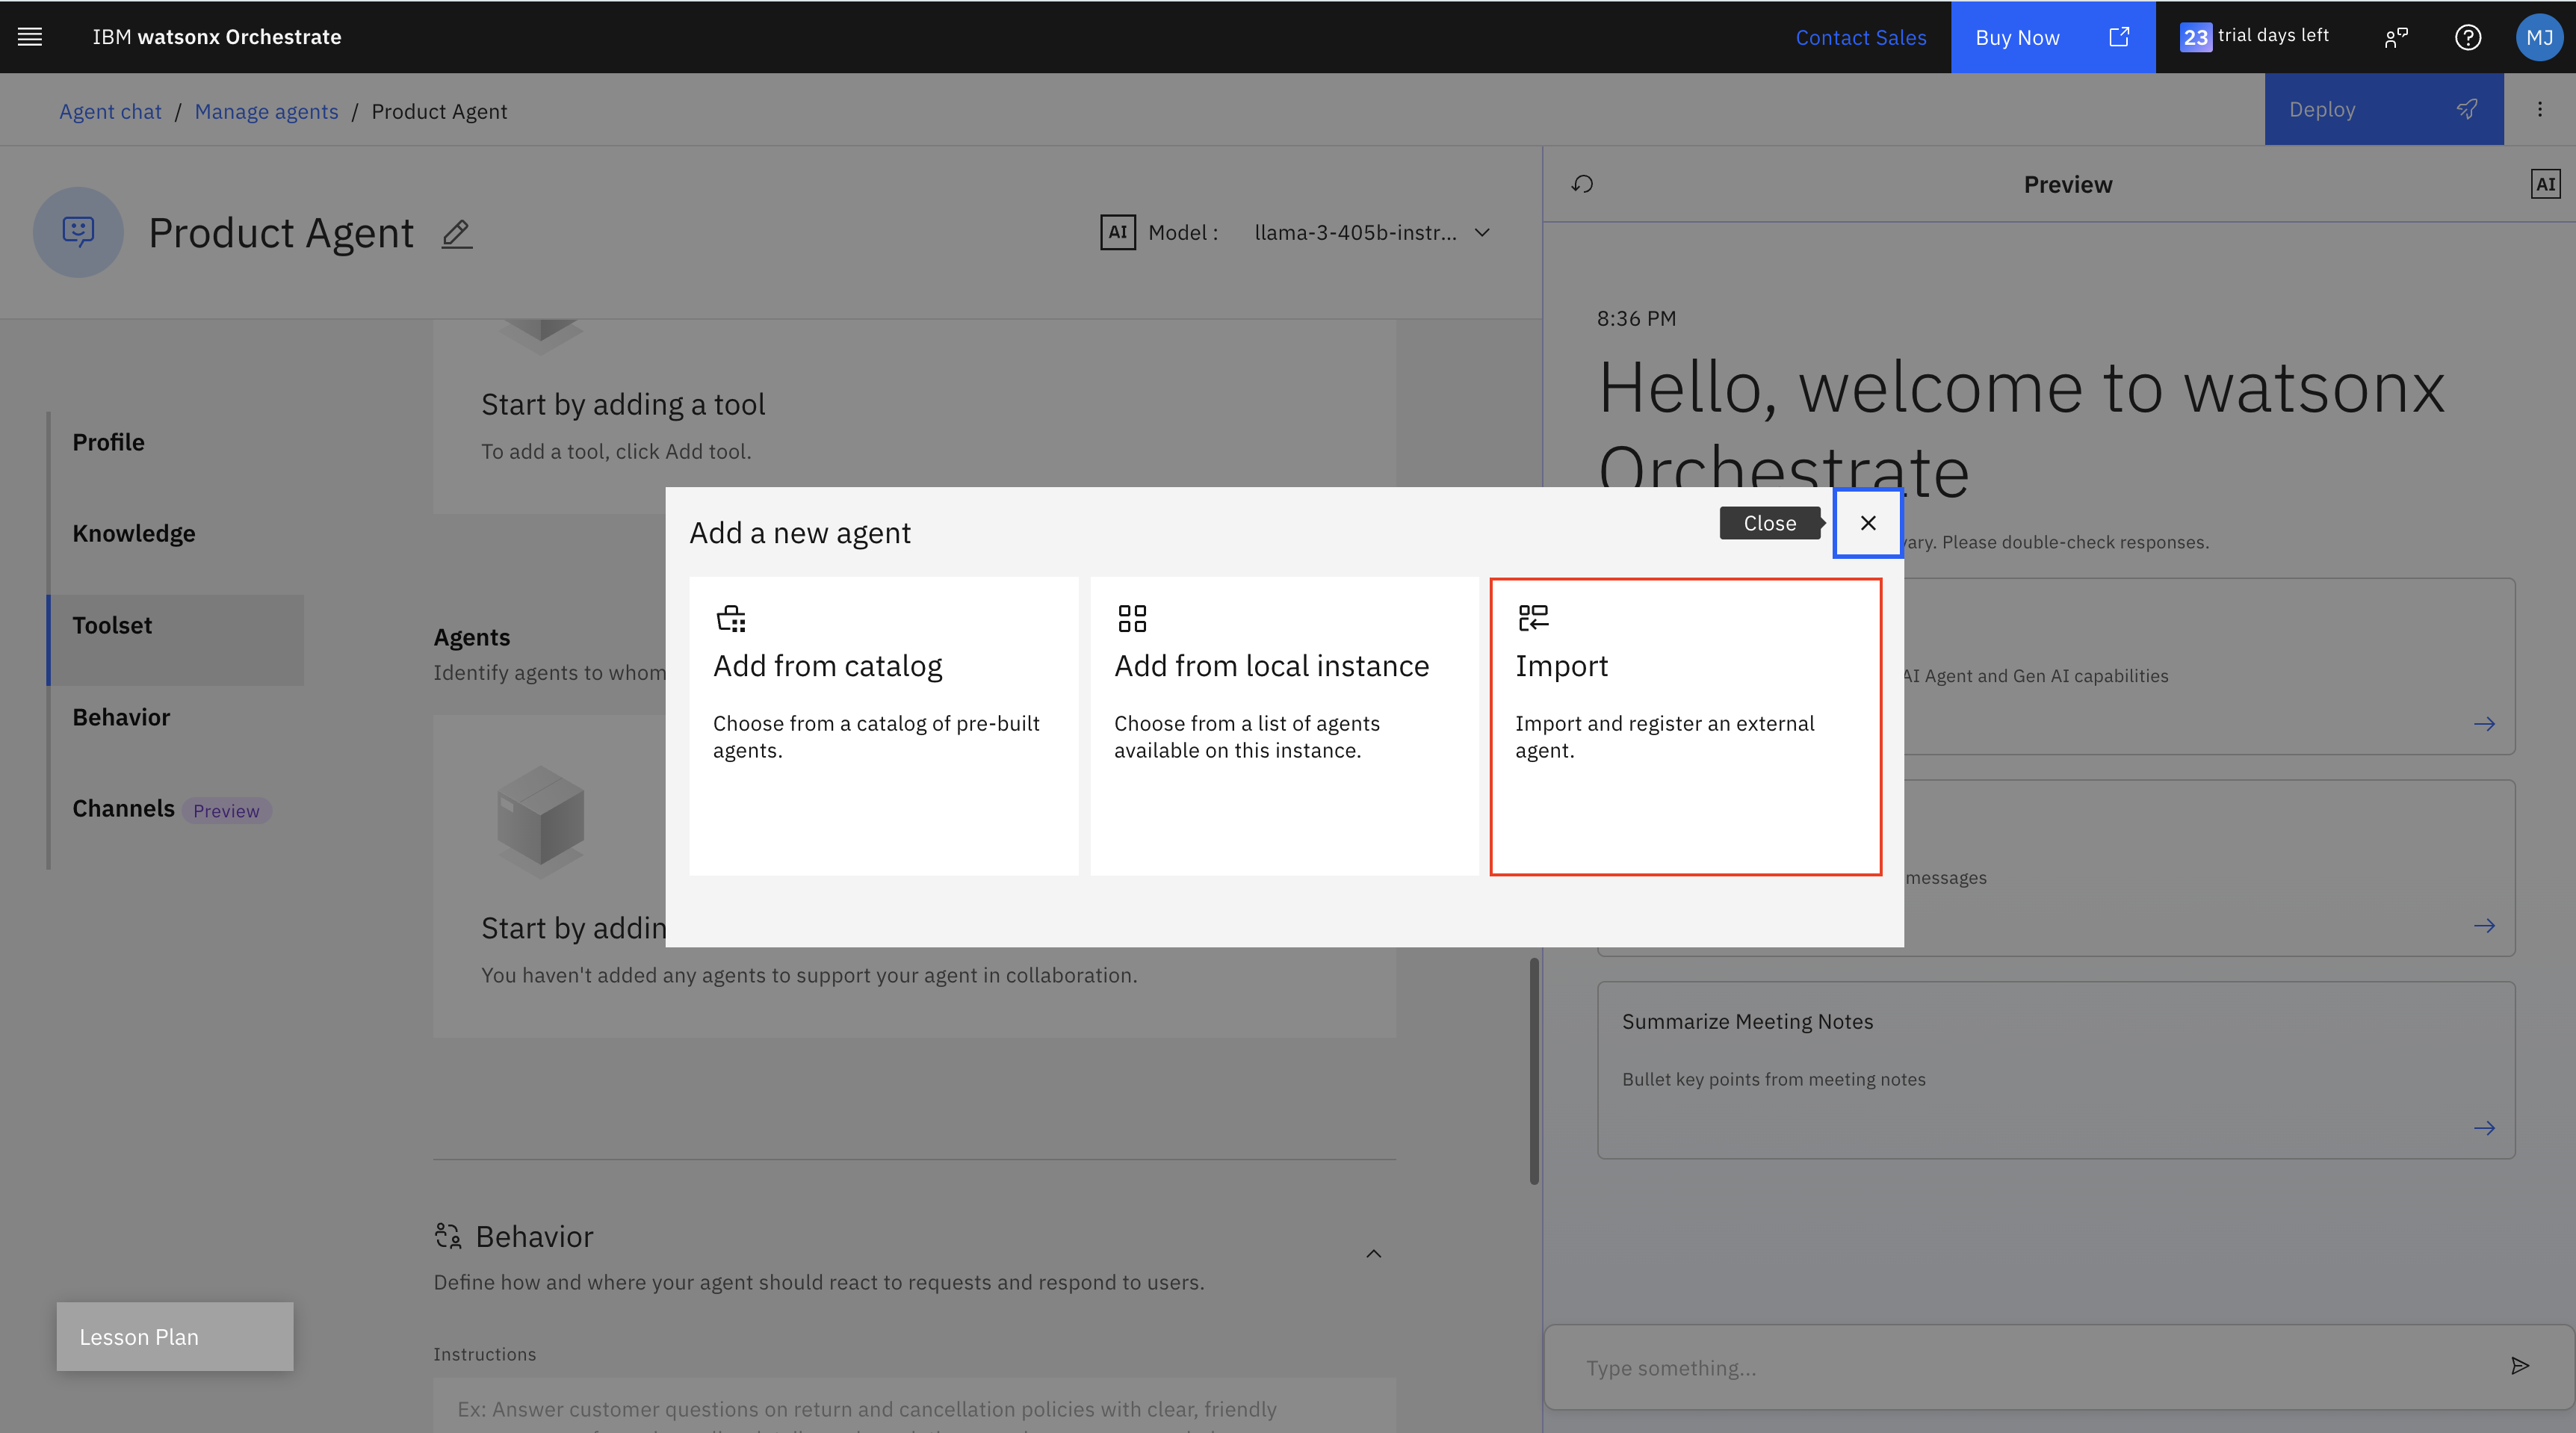 IBM watsonx Orchestrate
Contact Sales
Buy Now
23 trial days left
MJ
Agent chat / Manage agents / Product Agent
Deploy
Product Agent
AI Model : llama-3-405b-instr...
Preview
AI
Profile
Knowledge
Toolset
Behavior
Channels Preview
Lesson Plan
Start by adding a tool
To add a tool, click Add tool.
Agents
Identify agents to whom
Start by addin
You haven't added any agents to support your agent in collaboration.
Behavior
Define how and where your agent should react to requests and respond to users.
Instructions
Ex: Answer customer questions on return and cancellation policies with clear, friendly
Add a new agent
Close
Add from catalog
Choose from a catalog of pre-built
agents.
Add from local instance
Choose from a list of agents
available on this instance.
Import
Import and register an external
agent.
8:36 PM
Hello, welcome to watsonx
Orchestrate
vary. Please double-check responses.
AI Agent and Gen AI capabilities
messages
Summarize Meeting Notes
Bullet key points from meeting notes
Type something...